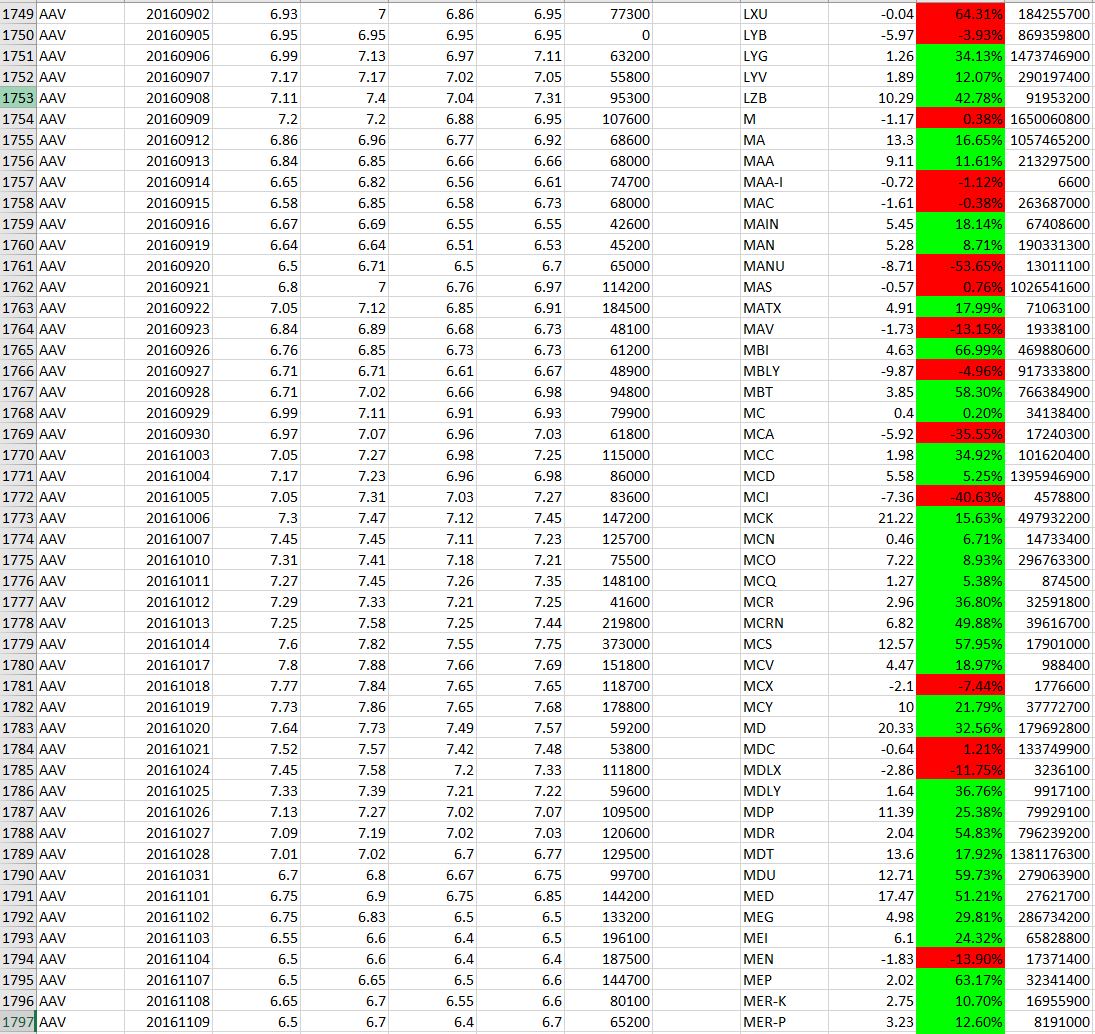 1749 AAV 20160902 6.93 7 6.86 6.95 77300 LXU -0.04 64.31% 184255700
1750 AAV 20160905 6.95 6.95 6.95 6.95 0 LYB -5.97 -3.93% 869359800
1751 AAV 20160906 6.99 7.13 6.97 7.11 63200 LYG 1.26 34.13% 1473746900
1752 AAV 20160907 7.17 7.17 7.02 7.05 55800 LYV 1.89 12.07% 290197400
1753 AAV 20160908 7.11 7.4 7.04 7.31 95300 LZB 10.29 42.78% 91953200
1754 AAV 20160909 7.2 7.2 6.88 6.95 107600 M -1.17 0.38% 1650060800
1755 AAV 20160912 6.86 6.96 6.77 6.92 68600 MA 13.3 16.65% 1057465200
1756 AAV 20160913 6.84 6.85 6.66 6.66 68000 MAA 9.11 11.61% 213297500
1757 AAV 20160914 6.65 6.82 6.56 6.61 74700 MAA-I -0.72 -1.12% 6600
1758 AAV 20160915 6.58 6.85 6.58 6.73 68000 MAC -1.61 -0.38% 263687000
1759 AAV 20160916 6.67 6.69 6.55 6.55 42600 MAIN 5.45 18.14% 67408600
1760 AAV 20160919 6.64 6.64 6.51 6.53 45200 MAN 5.28 8.71% 190331300
1761 AAV 20160920 6.5 6.71 6.5 6.7 65000 MANU -8.71 -53.65% 13011100
1762 AAV 20160921 6.8 7 6.76 6.97 114200 MAS -0.57 0.76% 1026541600
1763 AAV 20160922 7.05 7.12 6.85 6.91 184500 MATX 4.91 17.99% 71063100
1764 AAV 20160923 6.84 6.89 6.68 6.73 48100 MAV -1.73 -13.15% 19338100
1765 AAV 20160926 6.76 6.85 6.73 6.73 61200 MBI 4.63 66.99% 469880600
1766 AAV 20160927 6.71 6.71 6.61 6.67 48900 MBLY -9.87 -4.96% 917333800
1767 AAV 20160928 6.71 7.02 6.66 6.98 94800 MBT 3.85 58.30% 766384900
1768 AAV 20160929 6.99 7.11 6.91 6.93 79900 MC 0.4 0.20% 34138400
1769 AAV 20160930 6.97 7.07 6.96 7.03 61800 MCA -5.92 -35.55% 17240300
1770 AAV 20161003 7.05 7.27 6.98 7.25 115000 MCC 1.98 34.92% 101620400
1771 AAV 20161004 7.17 7.23 6.96 6.98 86000 MCD 5.58 5.25% 1395946900
1772 AAV 20161005 7.05 7.31 7.03 7.27 83600 MCI -7.36 -40.63% 4578800
1773 AAV 20161006 7.3 7.47 7.12 7.45 147200 MCK 21.22 15.63% 497932200
1774 AAV 20161007 7.45 7.45 7.11 7.23 125700 MCN 0.46 6.71% 14733400
1775 AAV 20161010 7.31 7.41 7.18 7.21 75500 MCO 7.22 8.93% 296763300
1776 AAV 20161011 7.27 7.45 7.26 7.35 148100 MCQ 1.27 5.38% 874500
1777 AAV 20161012 7.29 7.33 7.21 7.25 41600 MCR 2.96 36.80% 32591800
1778 AAV 20161013 7.25 7.58 7.25 7.44 219800 MCRN 6.82 49.88% 39616700
1779 AAV 20161014 7.6 7.82 7.55 7.75 373000 MCS 12.57 57.95% 17901000
1780 AAV 20161017 7.8 7.88 7.66 7.69 151800 MCV 4.47 18.97% 988400
1781 AAV 20161018 7.77 7.84 7.65 7.65 118700 MCX -2.1 -7.44% 1776600
1782 AAV 20161019 7.73 7.86 7.65 7.68 178800 MCY 10 21.79% 37772700
1783 AAV 20161020 7.64 7.73 7.49 7.57 59200 MD 20.33 32.56% 179692800
1784 AAV 20161021 7.52 7.57 7.42 7.48 53800 MDC -0.64 1.21% 133749900
1785 AAV 20161024 7.45 7.58 7.2 7.33 111800 MDLX -2.86 -11.75% 3236100
1786 AAV 20161025 7.33 7.39 7.21 7.22 59600 MDLY 1.64 36.76% 9917100
1787 AAV 20161026 7.13 7.27 7.02 7.07 109500 MDP 11.39 25.38% 79929100
1788 AAV 20161027 7.09 7.19 7.02 7.03 120600 MDR 2.04 54.83% 796239200
1789 AAV 20161028 7.01 7.02 6.7 6.77 129500 MDT 13.6 17.92% 1381176300
1790 AAV 20161031 6.7 6.8 6.67 6.75 99700 MDU 12.71 59.73% 279063900
1791 AAV 20161101 6.75 6.9 6.75 6.85 144200 MED 17.47 51.21% 27621700
1792 AAV 20161102 6.75 6.83 6.5 6.5 133200 MEG 4.98 29.81% 286734200
1793 AAV 20161103 6.55 6.6 6.4 6.5 196100 MEI 6.1 24.32% 65828800
1794 AAV 20161104 6.5 6.6 6.4 6.4 187500 MEN -1.83 -13.90% 17371400
1795 AAV 20161107 6.5 6.65 6.5 6.6 144700 MEP 2.02 63.17% 32341400
1796 AAV 20161108 6.65 6.7 6.55 6.6 80100 MER-K 2.75 10.70% 16955900
1797 AAV 20161109 6.5 6.7 6.4 6.7 65200 MER-P 3.23 12.60% 8191000